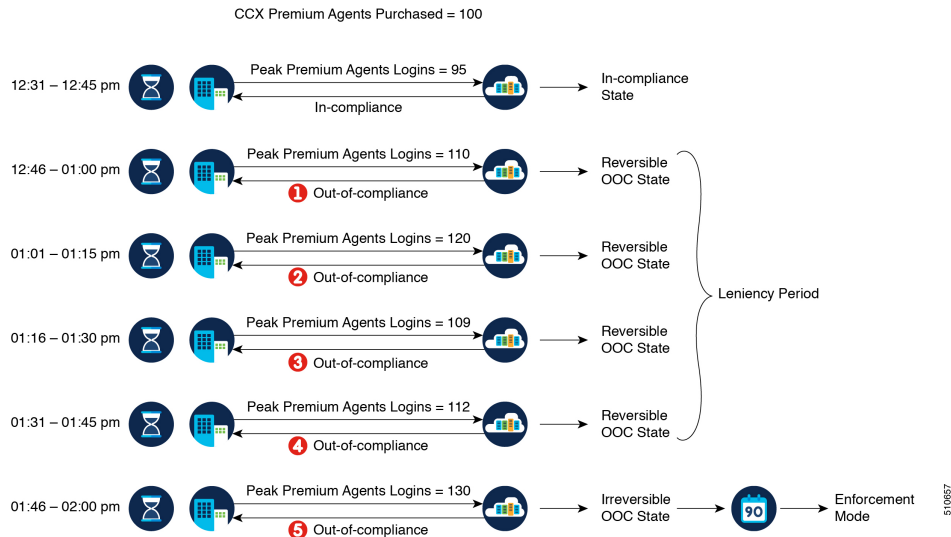 CCX Premium Agents Purchased = 100
12:31 – 12:45 pm
Peak Premium Agents Logins = 95
In-compliance
In-compliance
State
12:46 – 01:00 pm
Peak Premium Agents Logins = 110
1 Out-of-compliance
Reversible
OOC State
01:01 – 01:15 pm
Peak Premium Agents Logins = 120
2 Out-of-compliance
Reversible
OOC State
Leniency Period
01:16 – 01:30 pm
Peak Premium Agents Logins = 109
3 Out-of-compliance
Reversible
OOC State
01:31 – 01:45 pm
Peak Premium Agents Logins = 112
4 Out-of-compliance
Reversible
OOC State
01:46 – 02:00 pm
Peak Premium Agents Logins = 130
5 Out-of-compliance
Irreversible
OOC State
90
Enforcement
Mode
510657